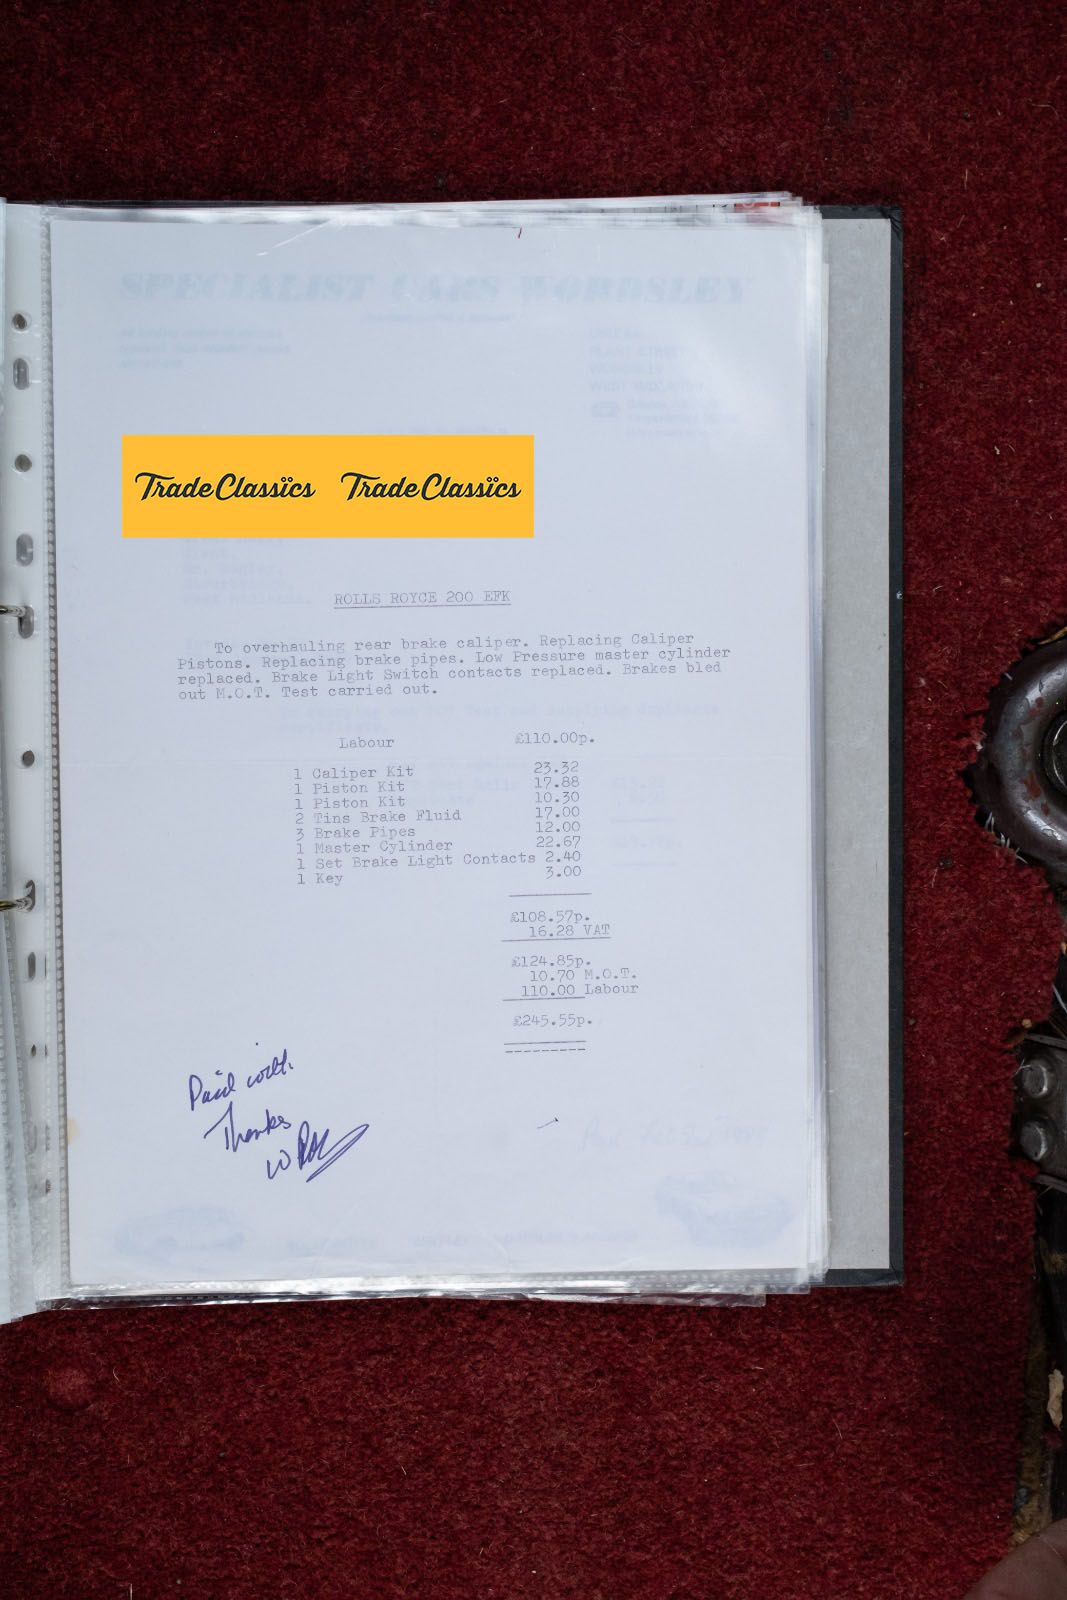 SPECIALIST CARS WORDSLEY
TradeClassics TradeClassics
ROLLS ROYCE 200 EFK
To overhauling rear brake caliper. Replacing Caliper
Pistons. Replacing brake pipes. Low Pressure master cylinder
replaced. Brake Light Switch contacts replaced. Brakes bled
out M.O.T. Test carried out.
Labour £110.00p.
1 Caliper Kit 23.32
1 Piston Kit 17.88
1 Piston Kit 10.30
2 Tins Brake Fluid 17.00
3 Brake Pipes 12.00
1 Master Cylinder 22.67
1 Set Brake Light Contacts 2.40
1 Key 3.00
£108.57p.
16.28 VAT
£124.85p.
10.70 M.O.T.
110.00 Labour
£245.55p.
Paid with
Thanks